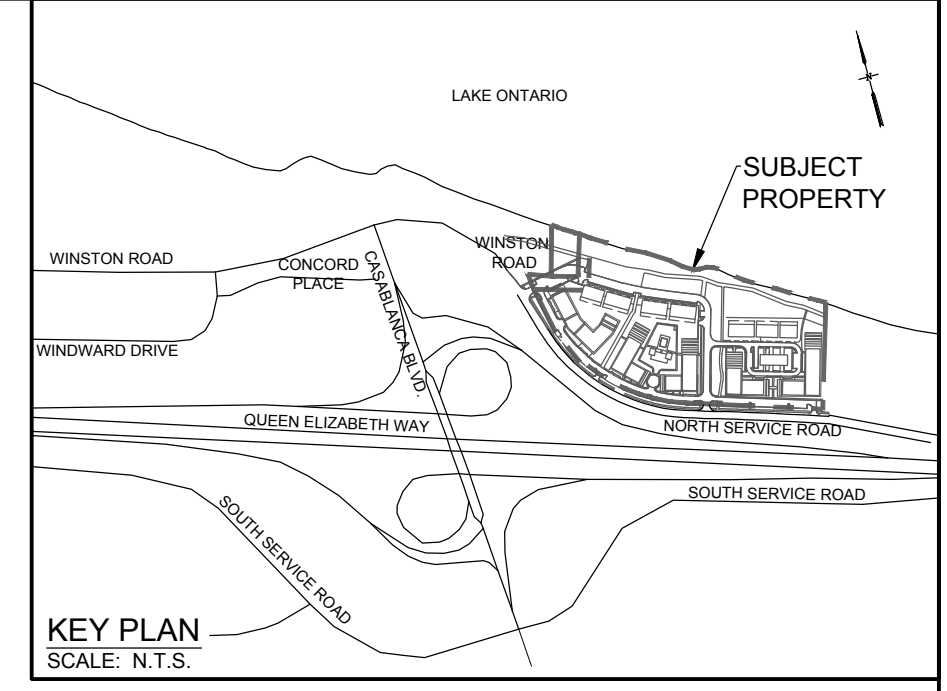 LAKE ONTARIO
N
SUBJECT
PROPERTY
WINSTON ROAD
CONCORD
PLACE
CASABLANCA BLVD.
WINSTON
ROAD
WINDWARD DRIVE
QUEEN ELIZABETH WAY
NORTH SERVICE ROAD
SOUTH SERVICE ROAD
SOUTH SERVICE ROAD
KEY PLAN
SCALE: N.T.S.